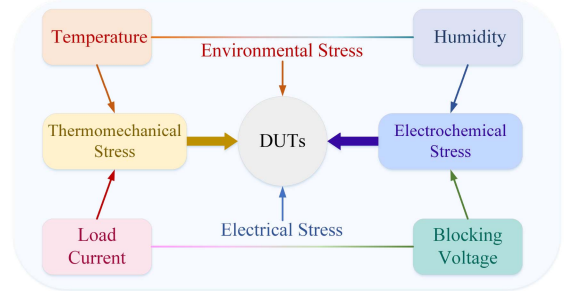 Temperature
Humidity
Environmental Stress
Thermomechanical
Stress
DUTs
Electrochemical
Stress
Electrical Stress
Load
Current
Blocking
Voltage